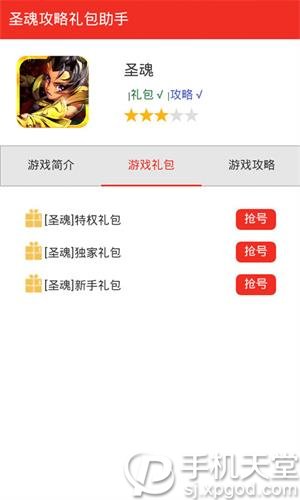 圣魂攻略礼包助手
圣魂
|礼包√ |攻略√
游戏简介 游戏礼包 游戏攻略
[圣魂]特权礼包 抢号
[圣魂]独家礼包 抢号
[圣魂]新手礼包 抢号
手机天堂
sj.xpgod.com